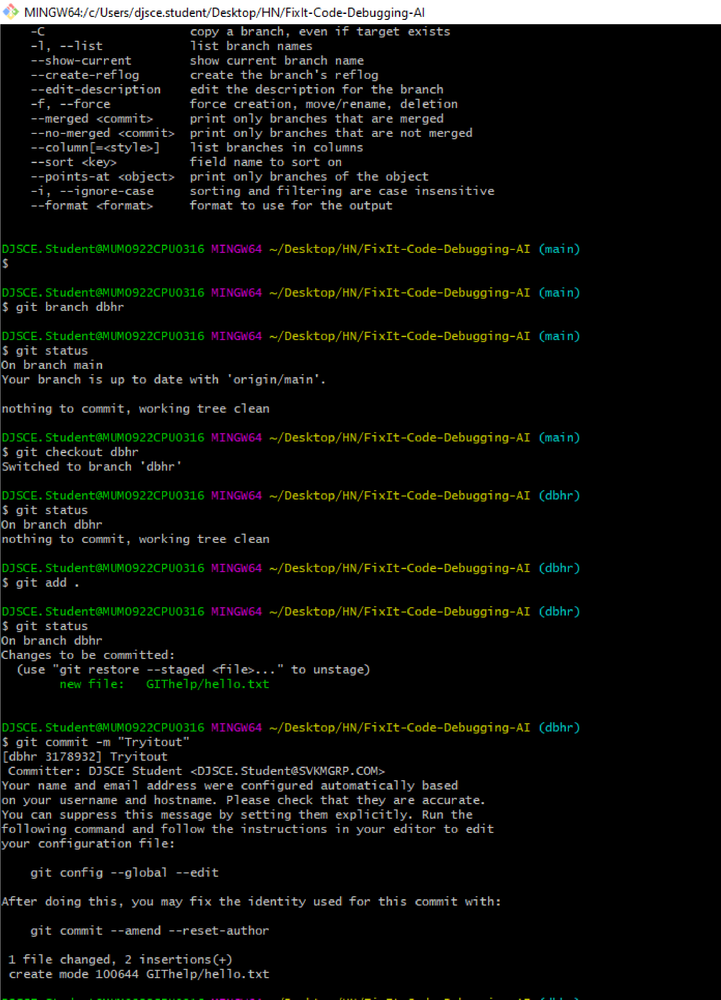 MINGW64:/c/Users/djsce.student/Desktop/HN/FixIt-Code-Debugging-AI
-C copy a branch, even if target exists
-l, --list list branch names
--show-current show current branch name
--create-reflog create the branch's reflog
--edit-description edit the description for the branch
-f, --force force creation, move/rename, deletion
--merged <commit> print only branches that are merged
--no-merged <commit> print only branches that are not merged
--column[=<style>] list branches in columns
--sort <key> field name to sort on
--points-at <object> print only branches of the object
-i, --ignore-case sorting and filtering are case insensitive
--format <format> format to use for the output
DJSCE.Student@MUM0922CPU0316 MINGW64 ~/Desktop/HN/FixIt-Code-Debugging-AI (main)
$
DJSCE.Student@MUM0922CPU0316 MINGW64 ~/Desktop/HN/FixIt-Code-Debugging-AI (main)
$ git branch dbhr
DJSCE.Student@MUM0922CPU0316 MINGW64 ~/Desktop/HN/FixIt-Code-Debugging-AI (main)
$ git status
On branch main
Your branch is up to date with 'origin/main'.
nothing to commit, working tree clean
DJSCE.Student@MUM0922CPU0316 MINGW64 ~/Desktop/HN/FixIt-Code-Debugging-AI (main)
$ git checkout dbhr
Switched to branch 'dbhr'
DJSCE.Student@MUM0922CPU0316 MINGW64 ~/Desktop/HN/FixIt-Code-Debugging-AI (dbhr)
$ git status
On branch dbhr
nothing to commit, working tree clean
DJSCE.Student@MUM0922CPU0316 MINGW64 ~/Desktop/HN/FixIt-Code-Debugging-AI (dbhr)
$ git add .
DJSCE.Student@MUM0922CPU0316 MINGW64 ~/Desktop/HN/FixIt-Code-Debugging-AI (dbhr)
$ git status
On branch dbhr
Changes to be committed:
(use "git restore --staged <file>..." to unstage)
new file: GIThelp/hello.txt
DJSCE.Student@MUM0922CPU0316 MINGW64 ~/Desktop/HN/FixIt-Code-Debugging-AI (dbhr)
$ git commit -m "Tryitout"
[dbhr 3178932] Tryitout
Committer: DJSCE Student <DJSCE.Student@SVKMGRP.COM>
Your name and email address were configured automatically based
on your username and hostname. Please check that they are accurate.
You can suppress this message by setting them explicitly. Run the
following command and follow the instructions in your editor to edit
your configuration file:
git config --global --edit
After doing this, you may fix the identity used for this commit with:
git commit --amend --reset-author
1 file changed, 2 insertions(+)
create mode 100644 GIThelp/hello.txt